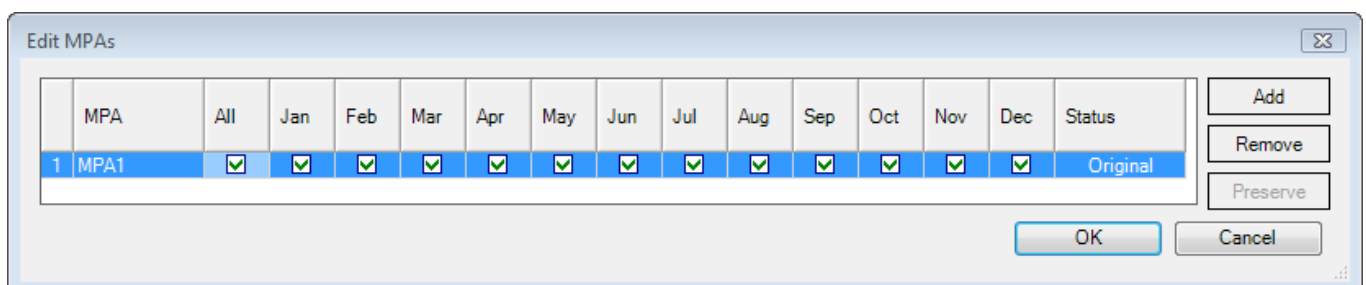 Edit MPAs
MPA All Jan Feb Mar Apr May Jun Jul Aug Sep Oct Nov Dec Status
1 MPA1 Original
Add
Remove
Preserve
OK Cancel